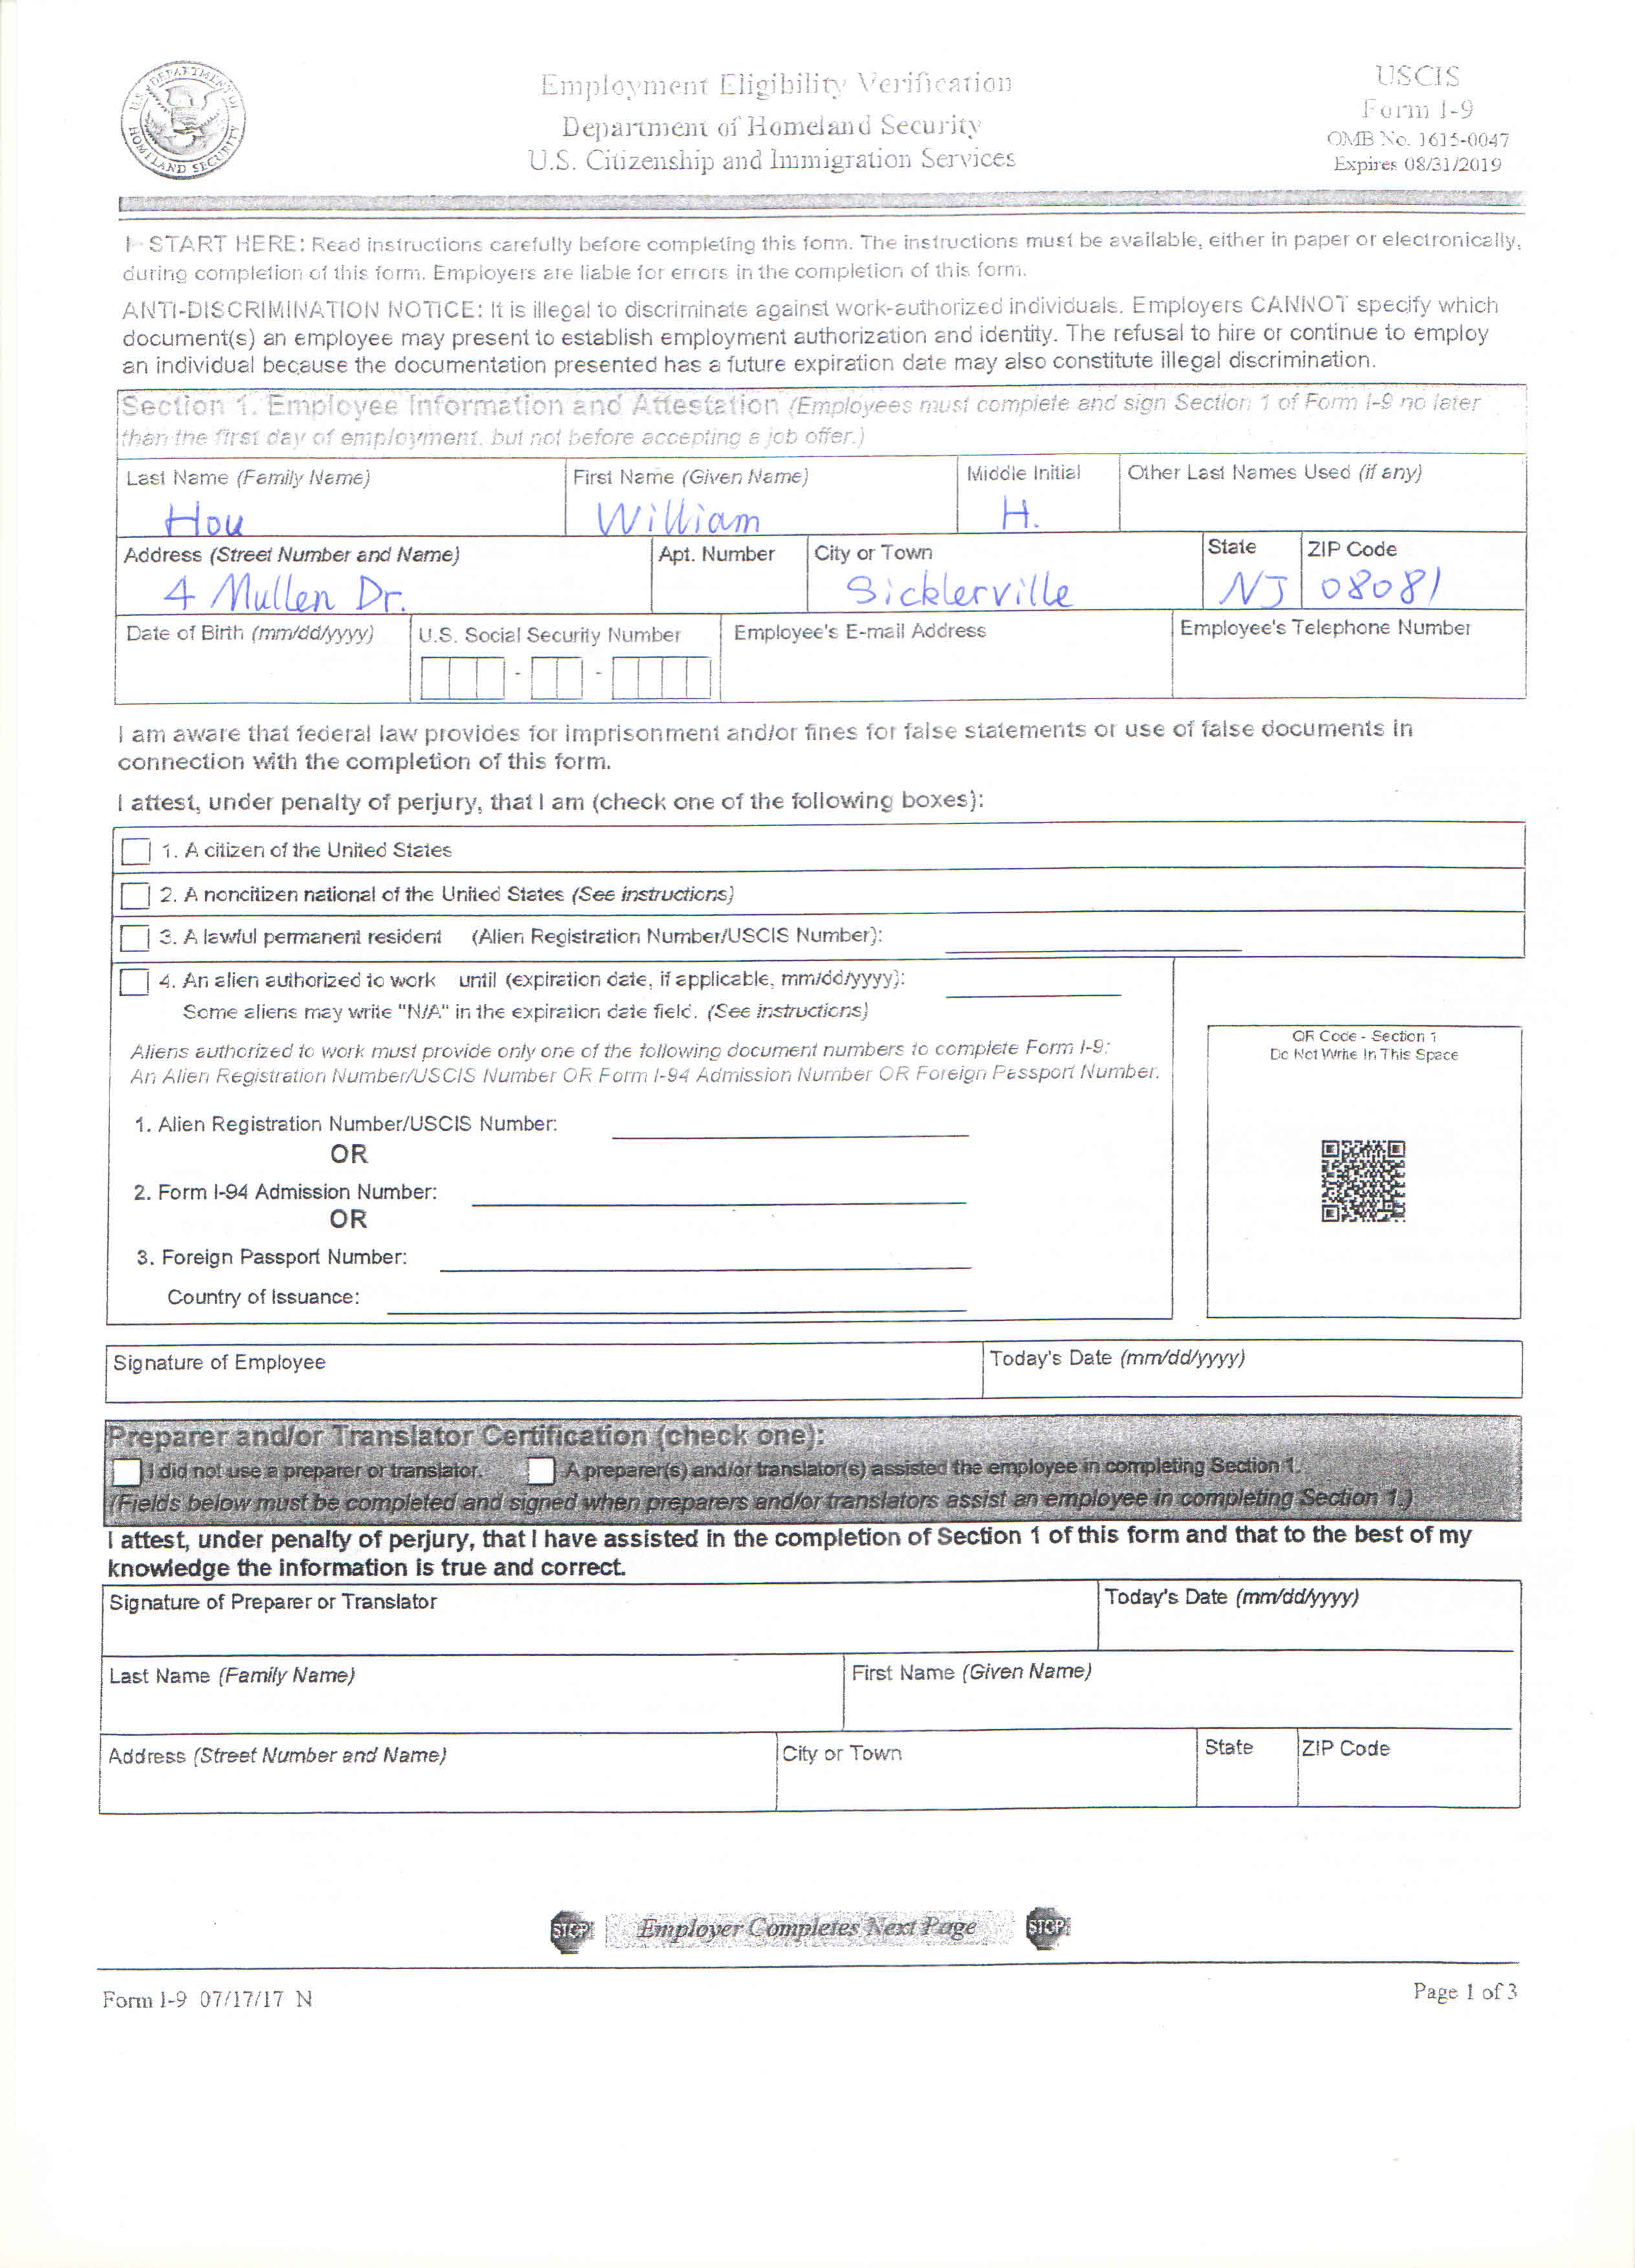 U.S. DEPARTMENT OF HOMELAND SECURITY
Employment Eligibility Verification
Department of Homeland Security
U.S. Citizenship and Immigration Services
USCIS
Form I-9
OMB No. 1615-0047
Expires 08/31/2019
START HERE: Read instructions carefully before completing this form. The instructions must be available, either in paper or electronically,
during completion of this form. Employers are liable for errors in the completion of this form.
ANTI-DISCRIMINATION NOTICE: It is illegal to discriminate against work-authorized individuals. Employers CANNOT specify which
document(s) an employee may present to establish employment authorization and identity. The refusal to hire or continue to employ
an individual because the documentation presented has a future expiration date may also constitute illegal discrimination.
Section 1. Employee Information and Attestation (Employees must complete and sign Section 1 of Form I-9 no later
than the first day of employment, but not before accepting a job offer.)
Last Name (Family Name) First Name (Given Name) Middle Initial Other Last Names Used (if any)
Hou William H.
Address (Street Number and Name) Apt. Number City or Town State ZIP Code
4 Mullen Dr. Sicklerville NJ 08081
Date of Birth (mm/dd/yyyy) U.S. Social Security Number Employee's E-mail Address Employee's Telephone Number
- -
I am aware that federal law provides for imprisonment and/or fines for false statements or use of false documents in
connection with the completion of this form.
I attest, under penalty of perjury, that I am (check one of the following boxes):
1. A citizen of the United States
2. A noncitizen national of the United States (See instructions)
3. A lawful permanent resident (Alien Registration Number/USCIS Number):
4. An alien authorized to work until (expiration date, if applicable, mm/dd/yyyy):
Some aliens may write "N/A" in the expiration date field. (See instructions)
Aliens authorized to work must provide only one of the following document numbers to complete Form I-9:
An Alien Registration Number/USCIS Number OR Form I-94 Admission Number OR Foreign Passport Number.
1. Alien Registration Number/USCIS Number:
OR
2. Form I-94 Admission Number:
OR
3. Foreign Passport Number:
Country of Issuance:
QR Code - Section 1
Do Not Write In This Space
Signature of Employee Today's Date (mm/dd/yyyy)
Preparer and/or Translator Certification (check one):
I did not use a preparer or translator. A preparer(s) and/or translator(s) assisted the employee in completing Section 1.
(Fields below must be completed and signed when preparers and/or translators assist an employee in completing Section 1.)
I attest, under penalty of perjury, that I have assisted in the completion of Section 1 of this form and that to the best of my
knowledge the information is true and correct.
Signature of Preparer or Translator Today's Date (mm/dd/yyyy)
Last Name (Family Name) First Name (Given Name)
Address (Street Number and Name) City or Town State ZIP Code
STOP Employer Completes Next Page STOP
Form I-9 07/17/17 N Page 1 of 3